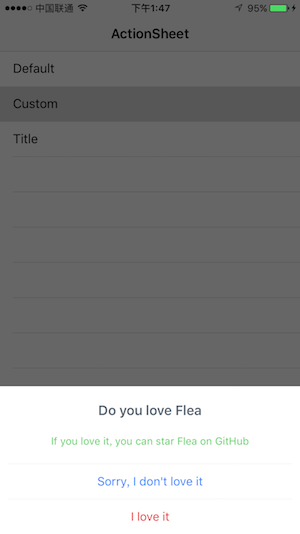 中国联通 下午1:47 95%
ActionSheet
Default
Custom
Title
Do you love Flea
If you love it, you can star Flea on GitHub
Sorry, I don't love it
I love it